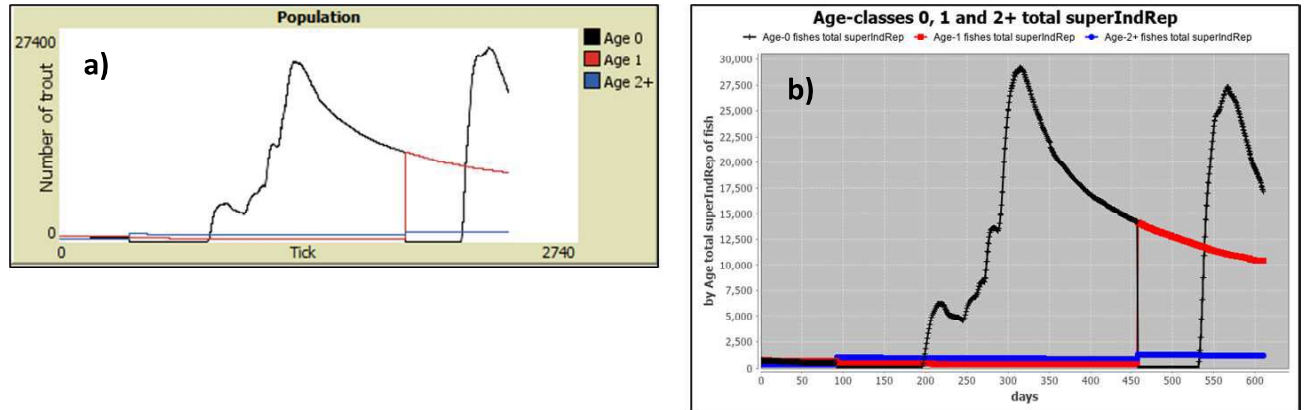 Population
27400
a)
Number of trout
0
0
Tick
2740
Age 0
Age 1
Age 2+
Age-classes 0, 1 and 2+ total superIndRep
Age-0 fishes total superIndRep Age-1 fishes total superIndRep Age-2+ fishes total superIndRep
b)
by Age total superIndRep of fish
30,000
27,500
25,000
22,500
20,000
17,500
15,000
12,500
10,000
7,500
5,000
2,500
0
0 50 100 150 200 250 300 350 400 450 500 550 600
days